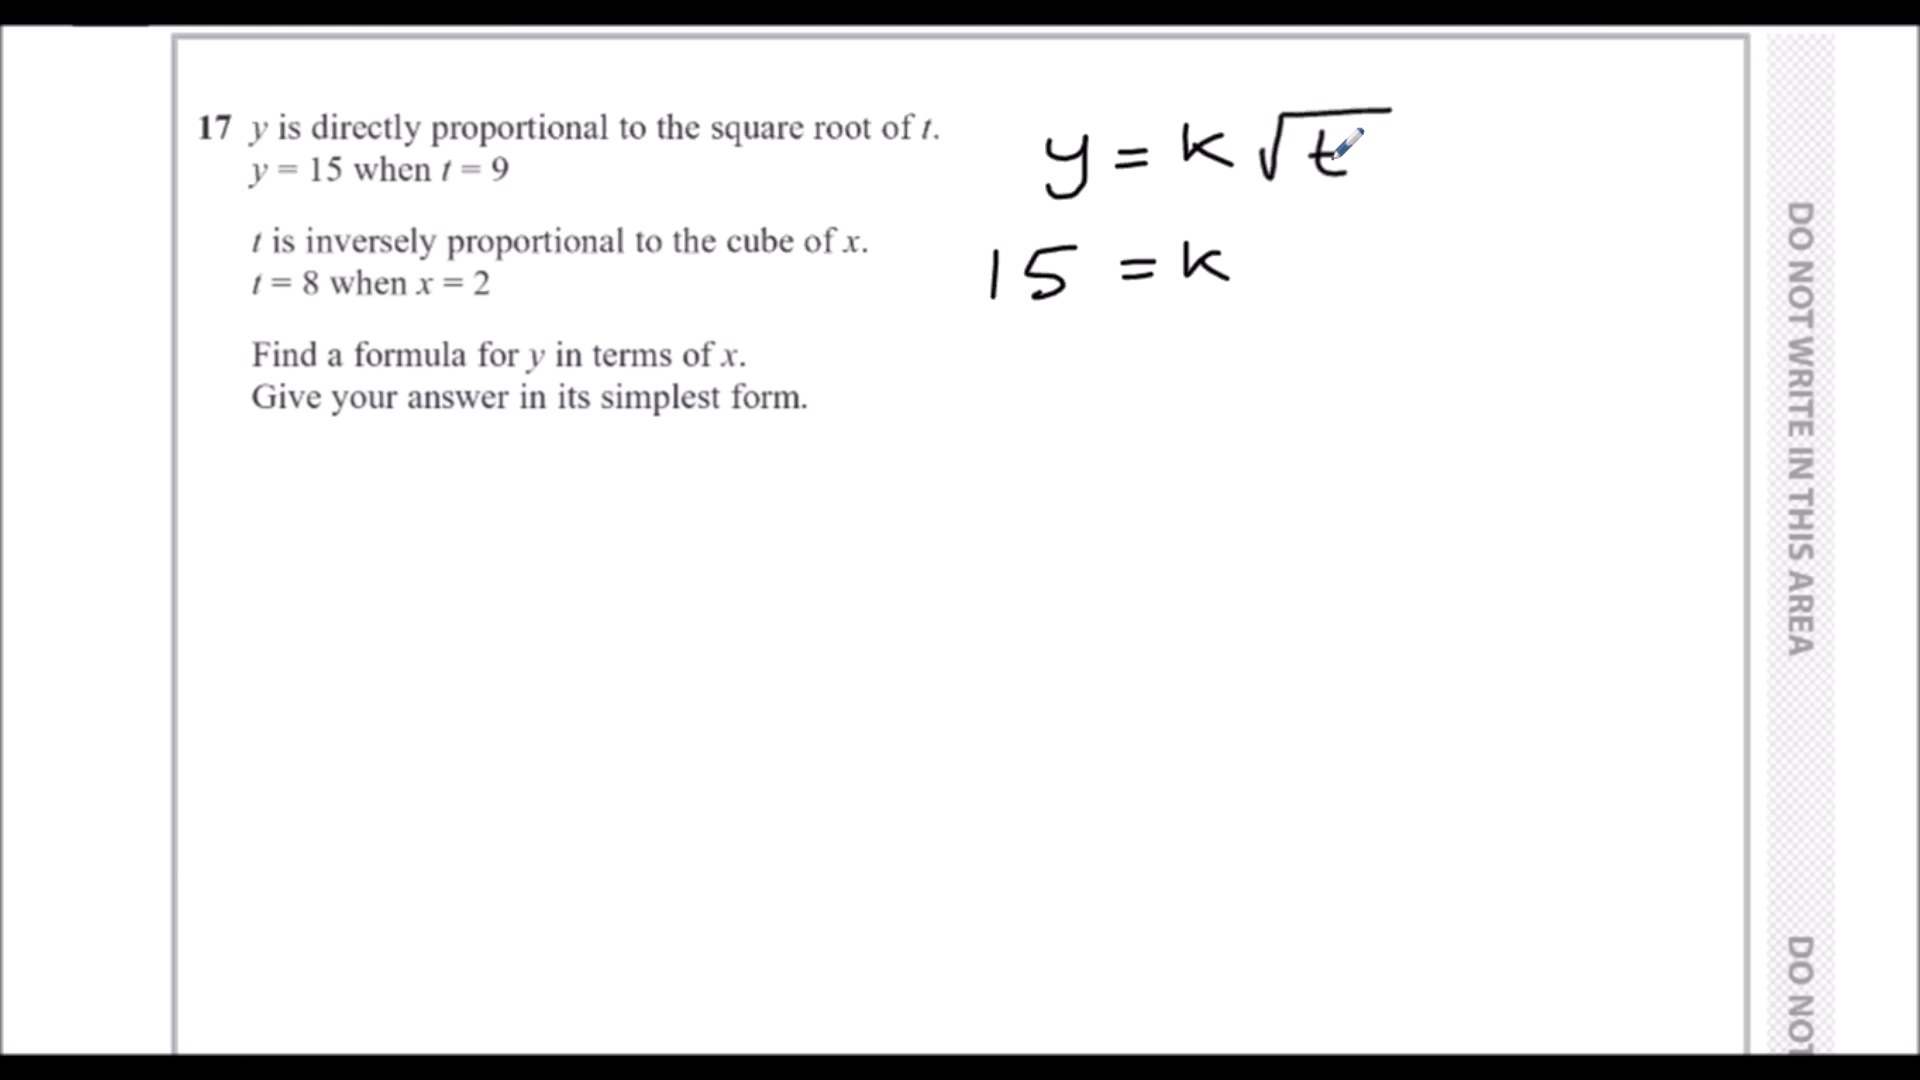 17 y is directly proportional to the square root of t.
y = 15 when t = 9
t is inversely proportional to the cube of x.
t = 8 when x = 2
Find a formula for y in terms of x.
Give your answer in its simplest form.
y = k √t
15 = k
DO NOT WRITE IN THIS AREA
DO NOT